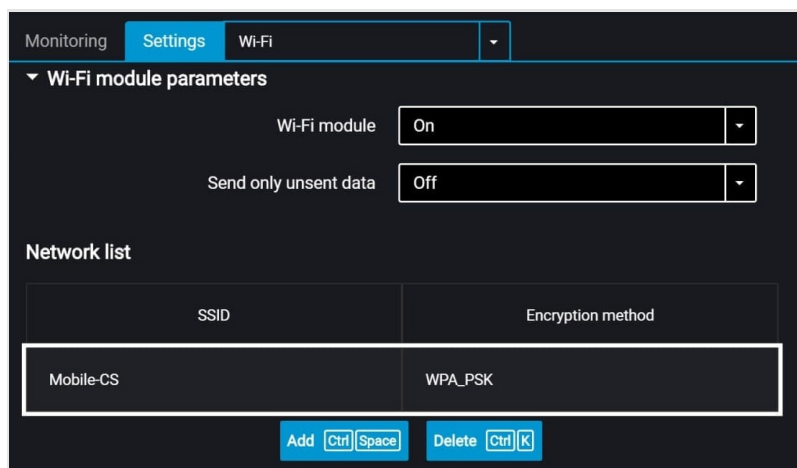 Monitoring Settings Wi-Fi
Wi-Fi module parameters
Wi-Fi module On
Send only unsent data Off
Network list
SSID Encryption method
Mobile-CS WPA_PSK
Add Ctrl Space Delete Ctrl K